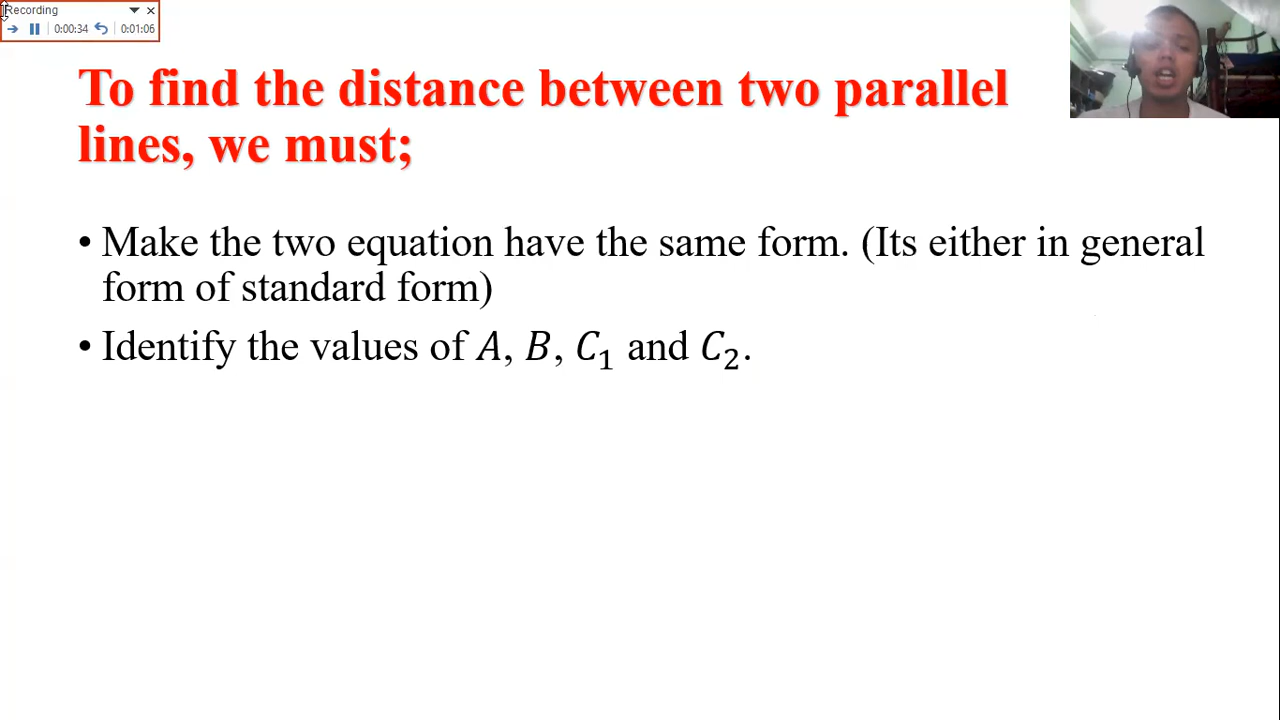 Recording
0:00:34 0:01:06
To find the distance between two parallel
lines, we must;
• Make the two equation have the same form. (Its either in general
form of standard form)
• Identify the values of A, B, C₁ and C₂.